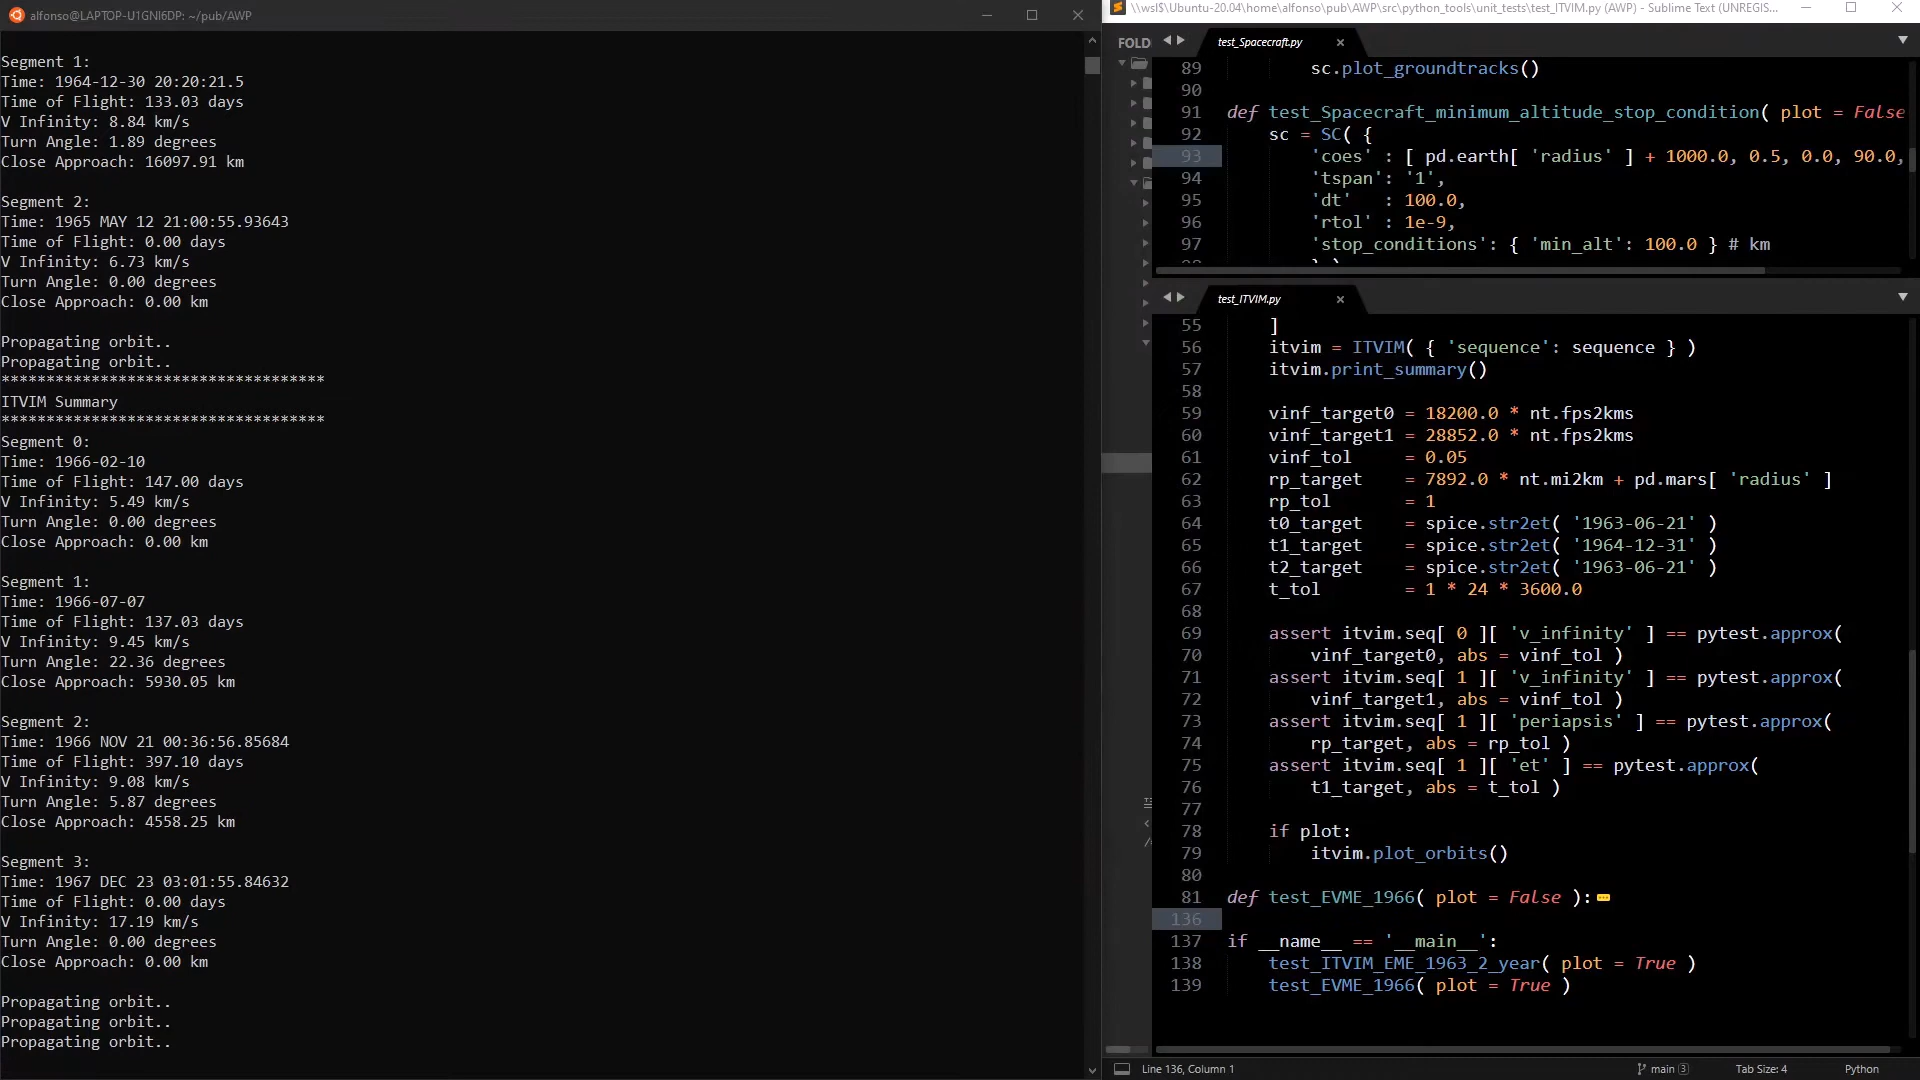 alfonso@LAPTOP-U1GNI6DP: ~/pub/AWP
Segment 1:
Time: 1964-12-30 20:20:21.5
Time of Flight: 133.03 days
V Infinity: 8.84 km/s
Turn Angle: 1.89 degrees
Close Approach: 16097.91 km
Segment 2:
Time: 1965 MAY 12 21:00:55.93643
Time of Flight: 0.00 days
V Infinity: 6.73 km/s
Turn Angle: 0.00 degrees
Close Approach: 0.00 km
Propagating orbit..
Propagating orbit..
************************************
ITVIM Summary
************************************
Segment 0:
Time: 1966-02-10
Time of Flight: 147.00 days
V Infinity: 5.49 km/s
Turn Angle: 0.00 degrees
Close Approach: 0.00 km
Segment 1:
Time: 1966-07-07
Time of Flight: 137.03 days
V Infinity: 9.45 km/s
Turn Angle: 22.36 degrees
Close Approach: 5930.05 km
Segment 2:
Time: 1966 NOV 21 00:36:56.85684
Time of Flight: 397.10 days
V Infinity: 9.08 km/s
Turn Angle: 5.87 degrees
Close Approach: 4558.25 km
Segment 3:
Time: 1967 DEC 23 03:01:55.84632
Time of Flight: 0.00 days
V Infinity: 17.19 km/s
Turn Angle: 0.00 degrees
Close Approach: 0.00 km
Propagating orbit..
Propagating orbit..
Propagating orbit..
\\wsl$\Ubuntu-20.04\home\alfonso\pub\AWP\src\python_tools\unit_tests\test_ITVIM.py (AWP) - Sublime Text (UNREGIS...
FOLD
test_Spacecraft.py
89 sc.plot_groundtracks()
90
91 def test_Spacecraft_minimum_altitude_stop_condition( plot = False
92 sc = SC( {
93 'coes' : [ pd.earth[ 'radius' ] + 1000.0, 0.5, 0.0, 90.0,
94 'tspan': '1',
95 'dt' : 100.0,
96 'rtol' : 1e-9,
97 'stop_conditions': { 'min_alt': 100.0 } # km
test_ITVIM.py
55 ]
56 itvim = ITVIM( { 'sequence': sequence } )
57 itvim.print_summary()
58
59 vinf_target0 = 18200.0 * nt.fps2kms
60 vinf_target1 = 28852.0 * nt.fps2kms
61 vinf_tol = 0.05
62 rp_target = 7892.0 * nt.mi2km + pd.mars[ 'radius' ]
63 rp_tol = 1
64 t0_target = spice.str2et( '1963-06-21' )
65 t1_target = spice.str2et( '1964-12-31' )
66 t2_target = spice.str2et( '1963-06-21' )
67 t_tol = 1 * 24 * 3600.0
68
69 assert itvim.seq[ 0 ][ 'v_infinity' ] == pytest.approx(
70 vinf_target0, abs = vinf_tol )
71 assert itvim.seq[ 1 ][ 'v_infinity' ] == pytest.approx(
72 vinf_target1, abs = vinf_tol )
73 assert itvim.seq[ 1 ][ 'periapsis' ] == pytest.approx(
74 rp_target, abs = rp_tol )
75 assert itvim.seq[ 1 ][ 'et' ] == pytest.approx(
76 t1_target, abs = t_tol )
77
78 if plot:
79 itvim.plot_orbits()
80
81 def test_EVME_1966( plot = False ):
136
137 if __name__ == '__main__':
138 test_ITVIM_EME_1963_2_year( plot = True )
139 test_EVME_1966( plot = True )
Line 136, Column 1
main 3
Tab Size: 4
Python